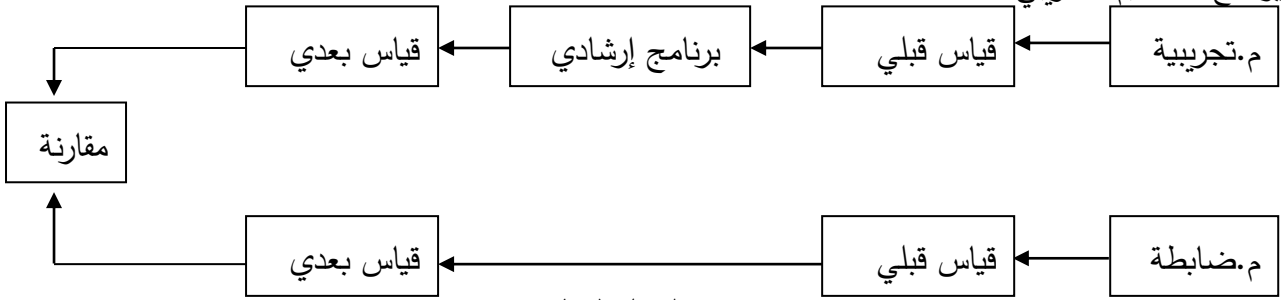 م.تجريبية
قياس قبلي
برنامج إرشادي
قياس بعدي
مقارنة
م.ضابطة
قياس قبلي
قياس بعدي